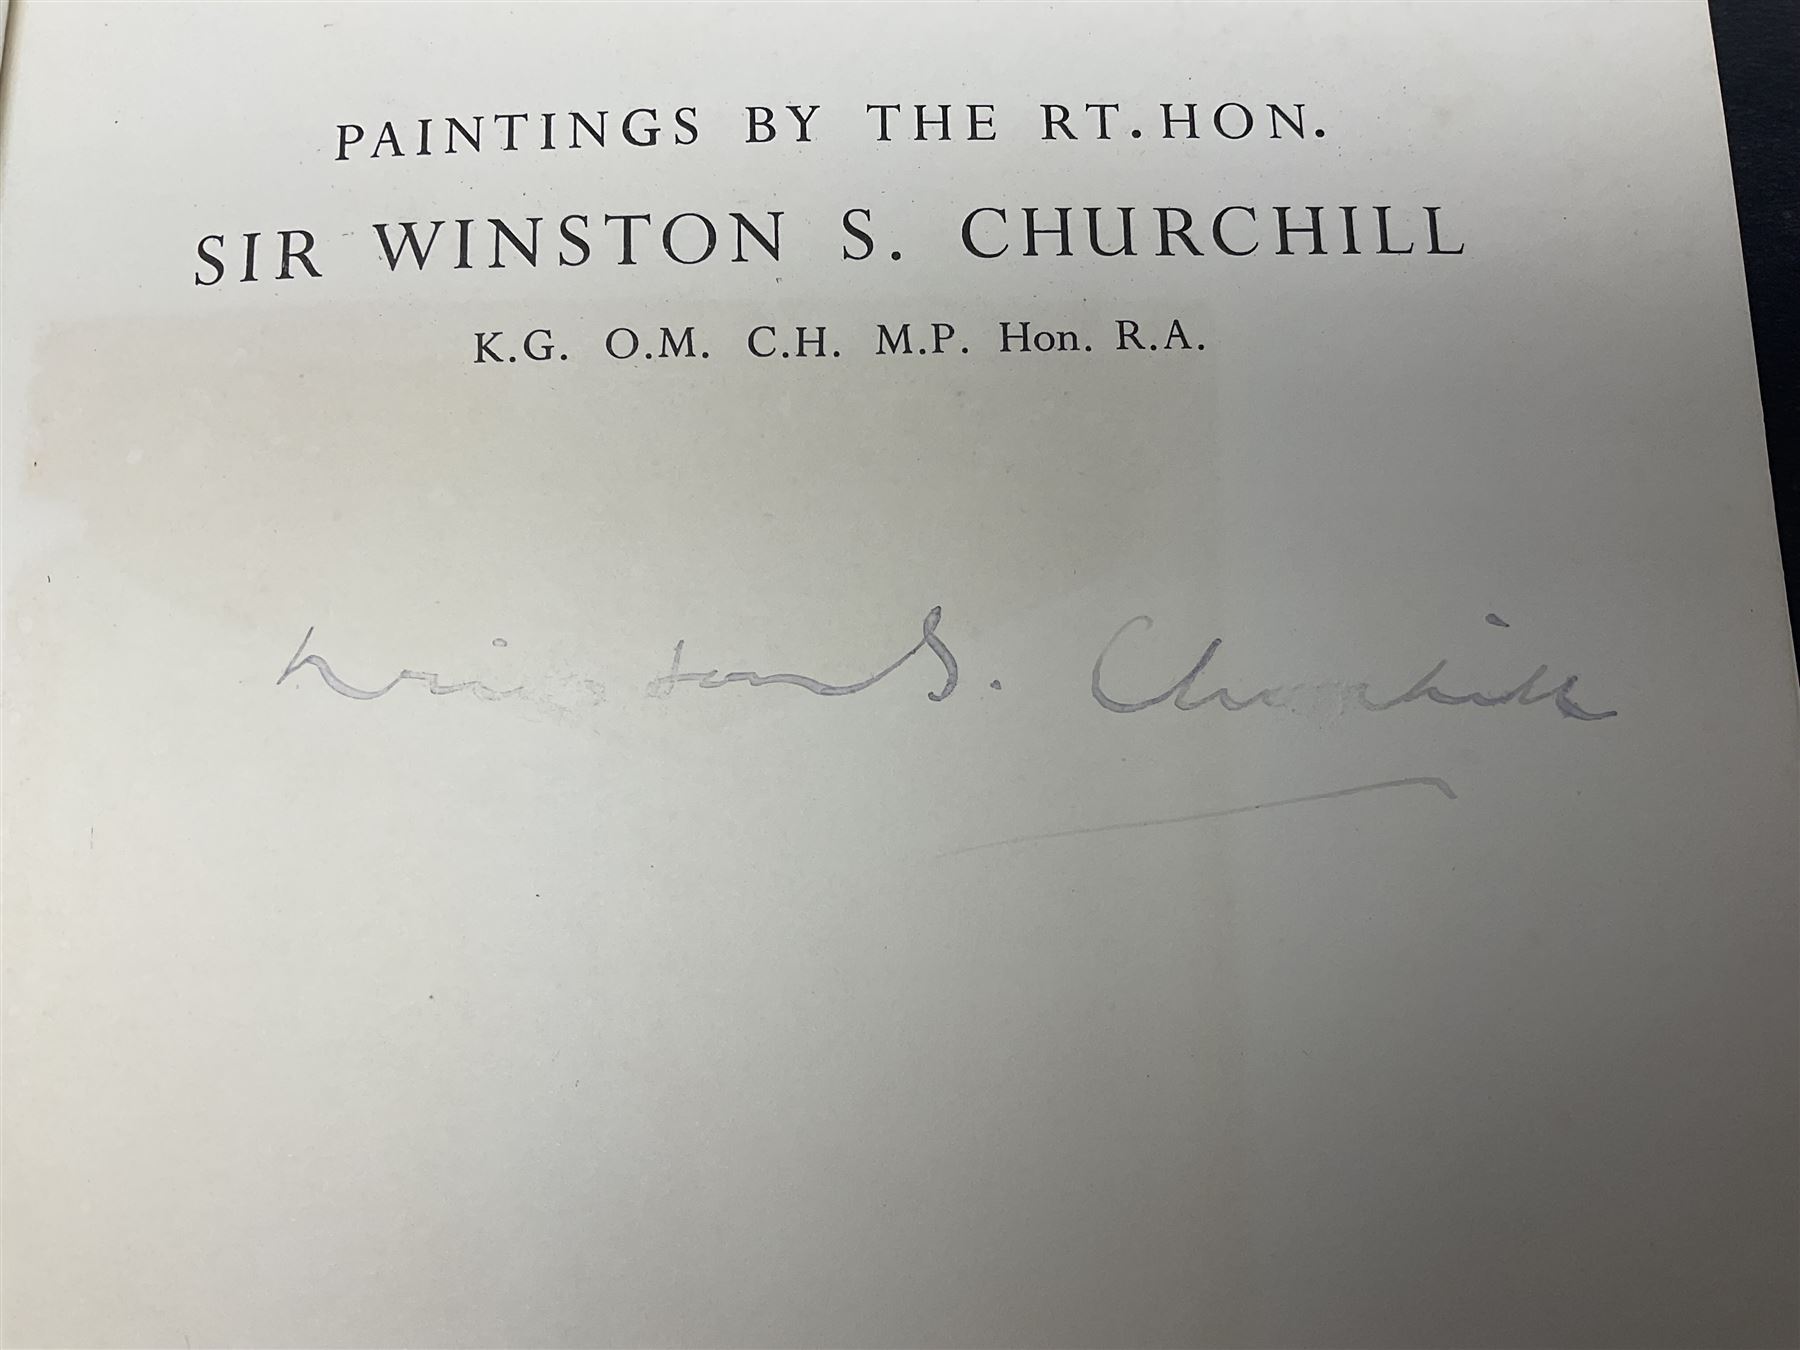 PAINTINGS BY THE RT. HON.
SIR WINSTON S. CHURCHILL
K.G. O.M. C.H. M.P. Hon. R.A.
Winston S. Churchill